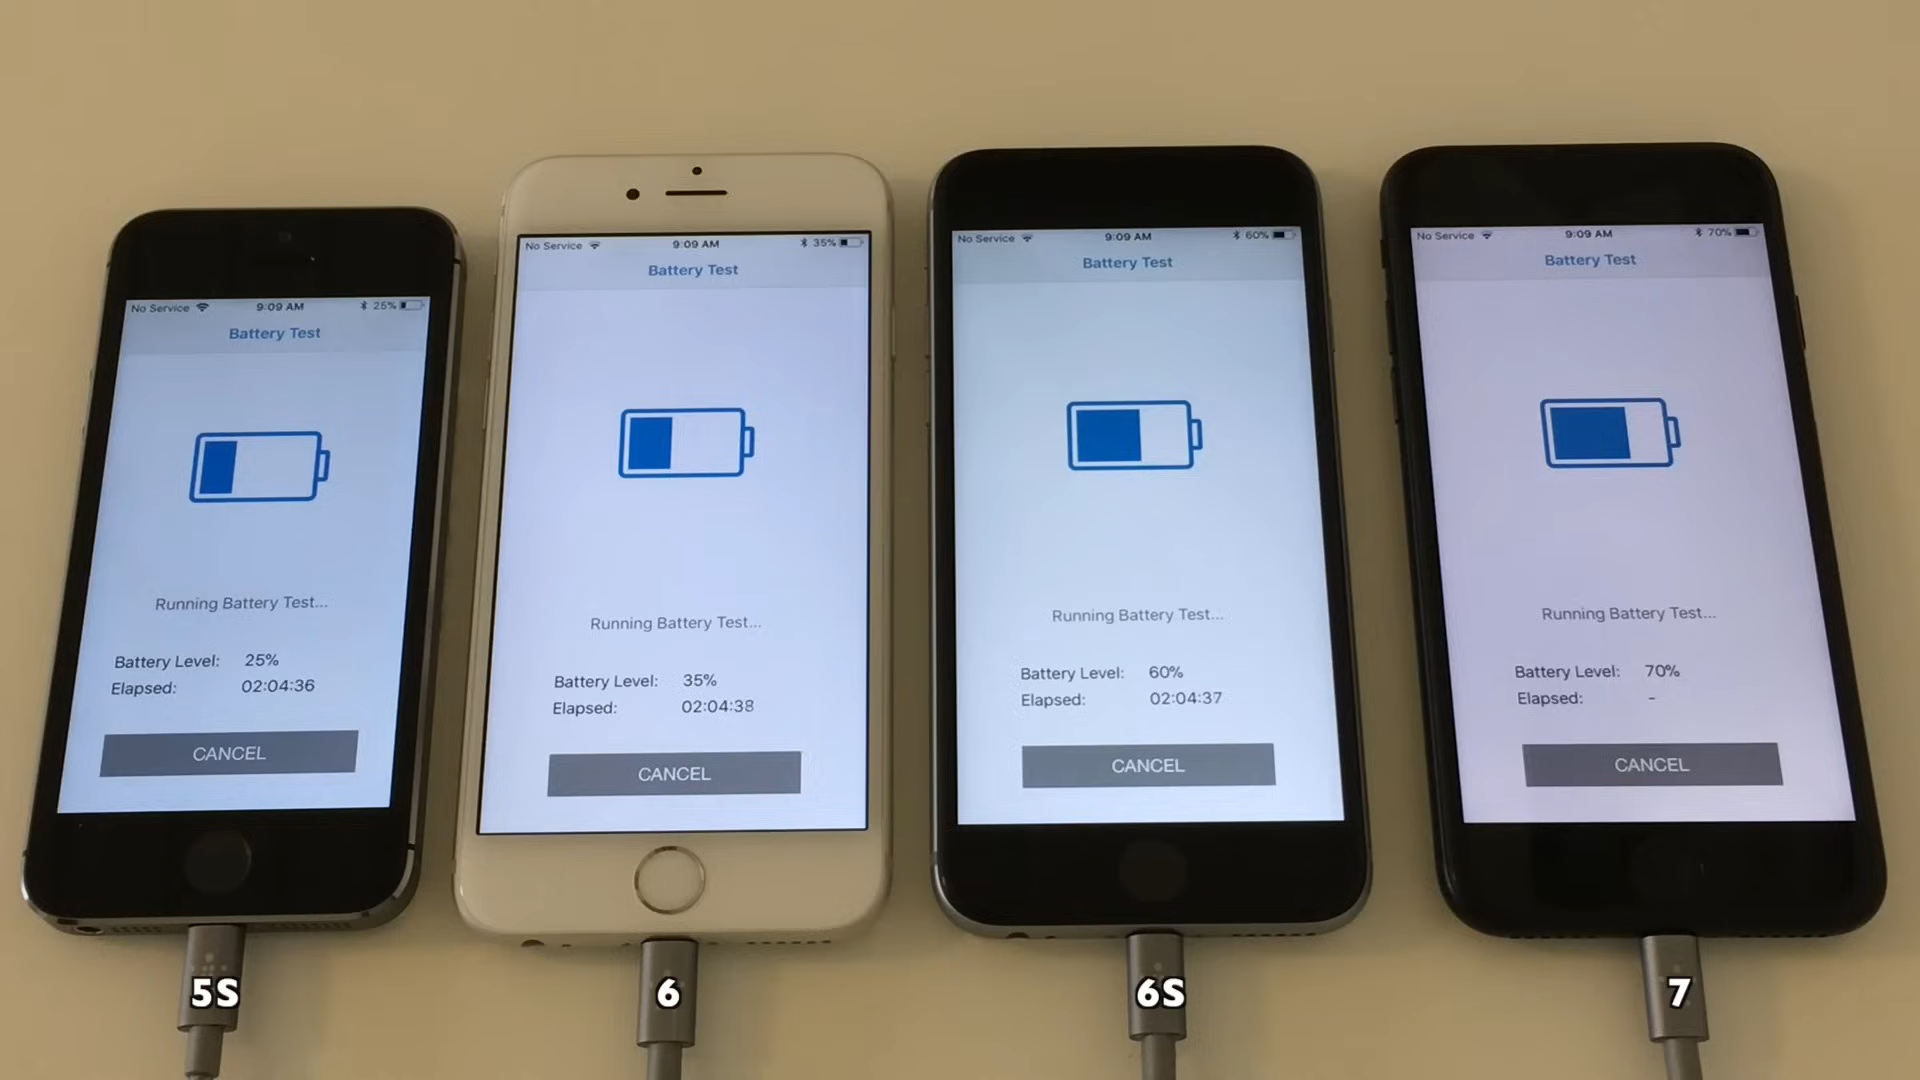 No Service 9:09 AM 25%
Battery Test
Running Battery Test...
Battery Level: 25%
Elapsed: 02:04:36
CANCEL
5S
No Service 9:09 AM 35%
Battery Test
Running Battery Test...
Battery Level: 35%
Elapsed: 02:04:38
CANCEL
6
No Service 9:09 AM 60%
Battery Test
Running Battery Test...
Battery Level: 60%
Elapsed: 02:04:37
CANCEL
6S
No Service 9:09 AM 70%
Battery Test
Running Battery Test...
Battery Level: 70%
Elapsed: -
CANCEL
7